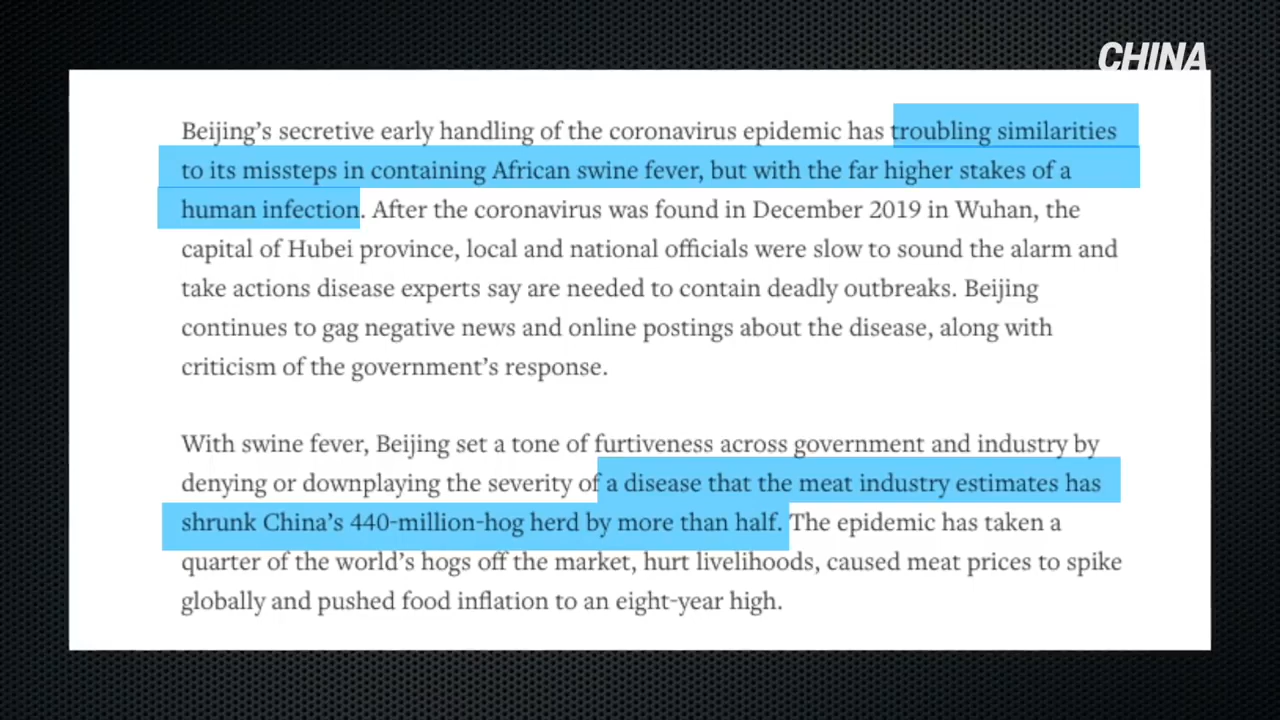 CHINA
Beijing’s secretive early handling of the coronavirus epidemic has troubling similarities
to its missteps in containing African swine fever, but with the far higher stakes of a
human infection. After the coronavirus was found in December 2019 in Wuhan, the
capital of Hubei province, local and national officials were slow to sound the alarm and
take actions disease experts say are needed to contain deadly outbreaks. Beijing
continues to gag negative news and online postings about the disease, along with
criticism of the government’s response.
With swine fever, Beijing set a tone of furtiveness across government and industry by
denying or downplaying the severity of a disease that the meat industry estimates has
shrunk China’s 440-million-hog herd by more than half. The epidemic has taken a
quarter of the world’s hogs off the market, hurt livelihoods, caused meat prices to spike
globally and pushed food inflation to an eight-year high.